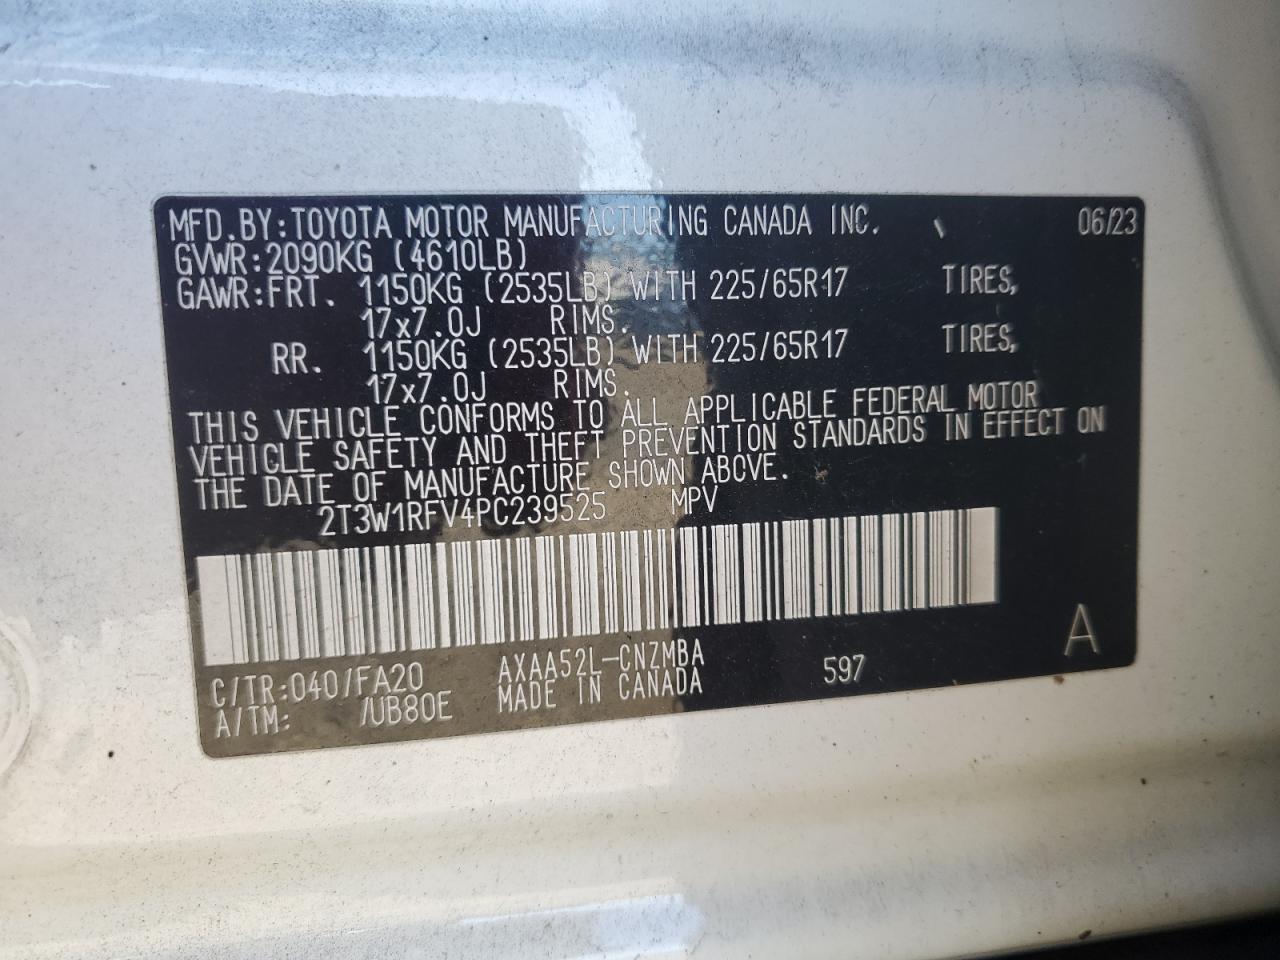 MFD.BY:TOYOTA MOTOR MANUFACTURING CANADA INC. 06/23
GVWR:2090KG (4610LB)
GAWR:FRT. 1150KG (2535LB) WITH 225/65R17 TIRES,
17x7.0J RIMS.
RR. 1150KG (2535LB) WITH 225/65R17 TIRES,
17x7.0J RIMS.
THIS VEHICLE CONFORMS TO ALL APPLICABLE FEDERAL MOTOR
VEHICLE SAFETY AND THEFT PREVENTION STANDARDS IN EFFECT ON
THE DATE OF MANUFACTURE SHOWN ABOVE.
2T3W1RFV4PC239525 MPV
C/TR:040/FA20 AXAA52L-CNZMBA 597 A
A/TM: /UB80E MADE IN CANADA